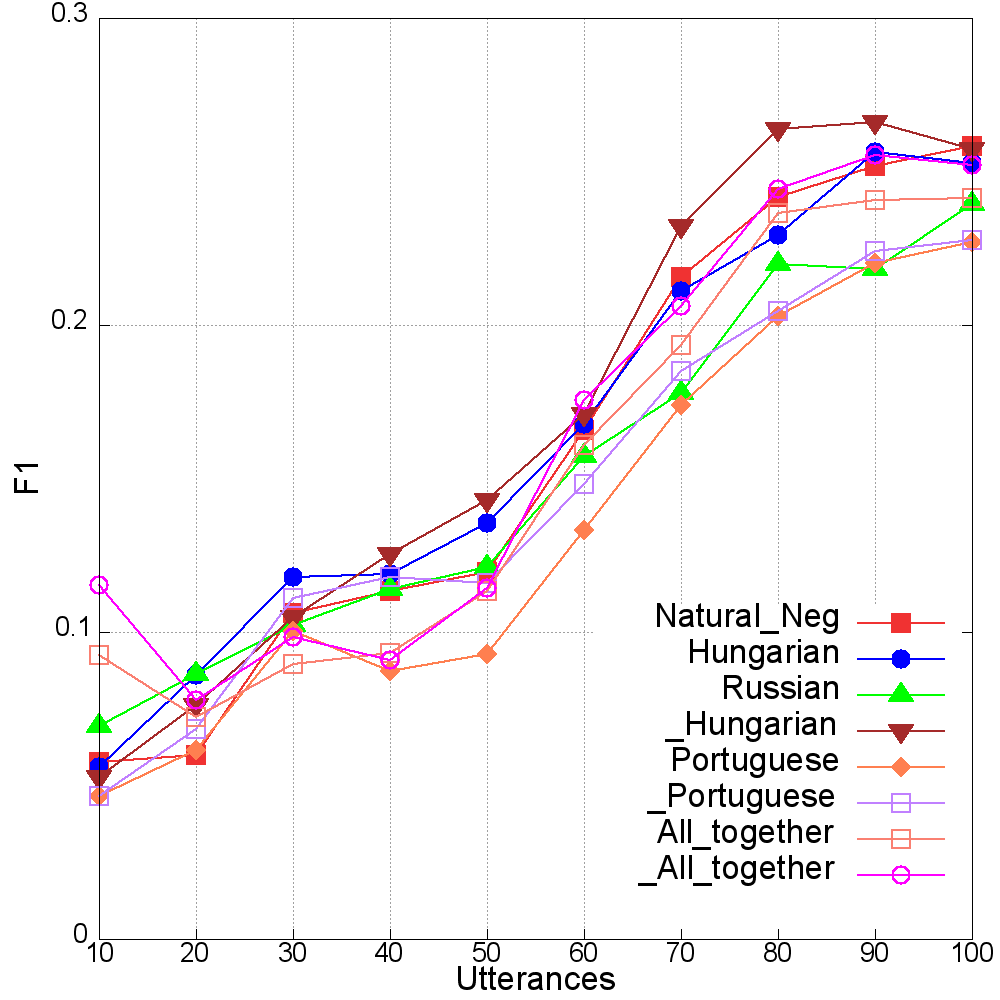 0.3
0.2
0.1
0
F1
10 20 30 40 50 60 70 80 90 100
Utterances
Natural_Neg
Hungarian
Russian
_Hungarian
Portuguese
_Portuguese
All_together
_All_together